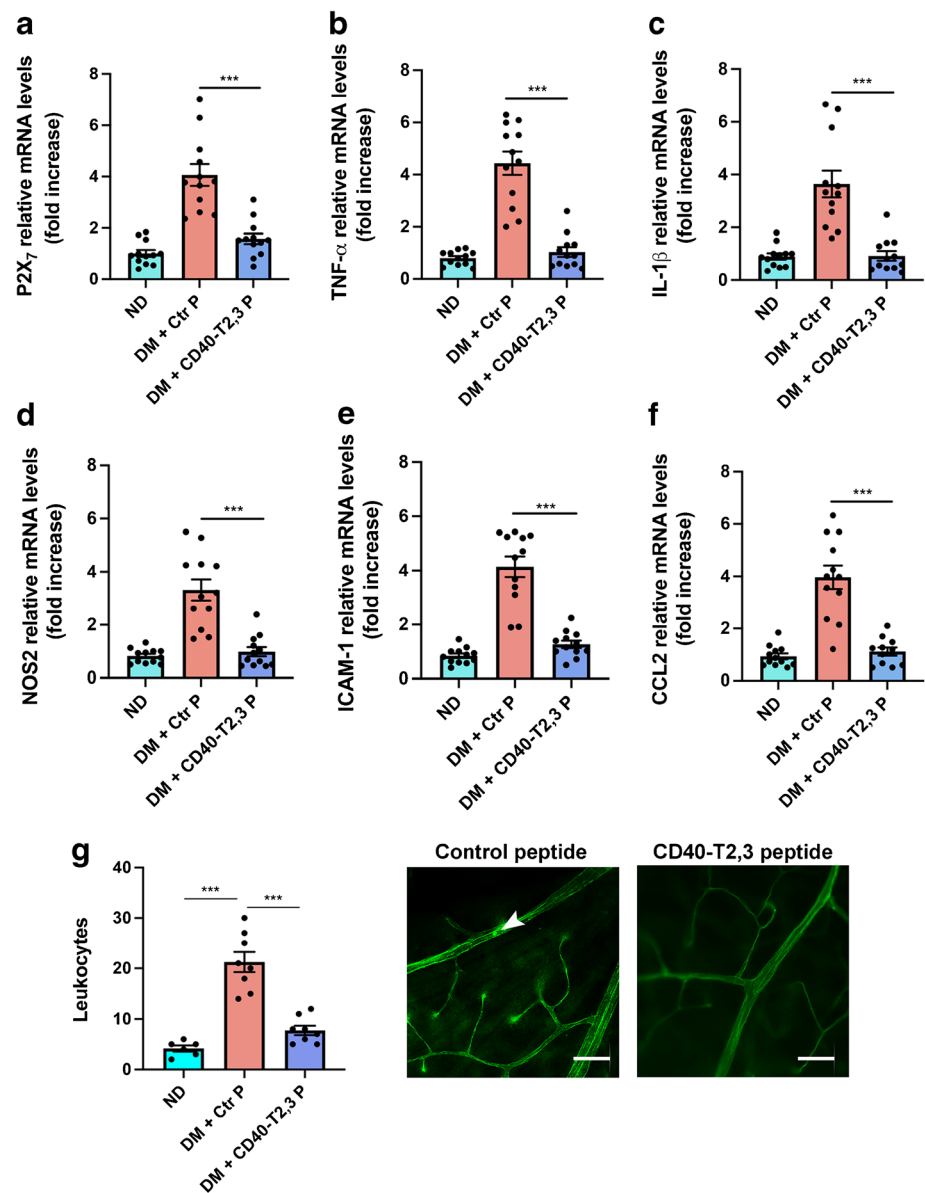 a
P2X7 relative mRNA levels
(fold increase)
8
6
4
2
0
***
ND
DM + Ctr P
DM + CD40-T2,3 P
b
TNF-α relative mRNA levels
(fold increase)
8
6
4
2
0
***
ND
DM + Ctr P
DM + CD40-T2,3 P
c
IL-1β relative mRNA levels
(fold increase)
8
6
4
2
0
***
ND
DM + Ctr P
DM + CD40-T2,3 P
d
NOS2 relative mRNA levels
(fold increase)
8
6
4
2
0
***
ND
DM + Ctr P
DM + CD40-T2,3 P
e
ICAM-1 relative mRNA levels
(fold increase)
8
6
4
2
0
***
ND
DM + Ctr P
DM + CD40-T2,3 P
f
CCL2 relative mRNA levels
(fold increase)
8
6
4
2
0
***
ND
DM + Ctr P
DM + CD40-T2,3 P
g
Leukocytes
40
30
20
10
0
***
***
ND
DM + Ctr P
DM + CD40-T2,3 P
Control peptide
CD40-T2,3 peptide